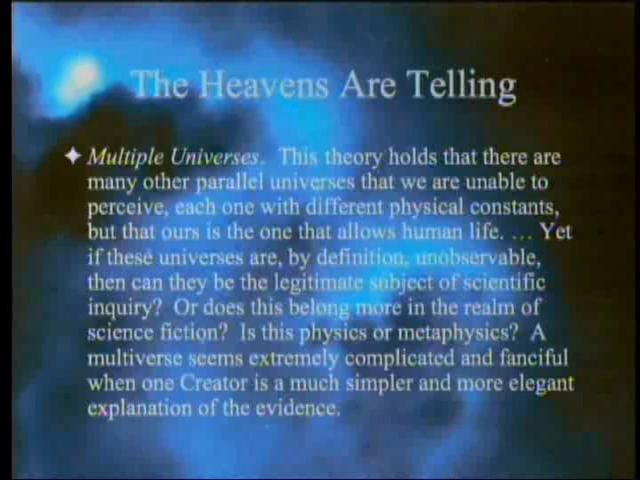 The Heavens Are Telling
Multiple Universes. This theory holds that there are
many other parallel universes that we are unable to
perceive, each one with different physical constants,
but that ours is the one that allows human life. … Yet
if these universes are, by definition, unobservable,
then can they be the legitimate subject of scientific
inquiry? Or does this belong more in the realm of
science fiction? Is this physics or metaphysics? A
multiverse seems extremely complicated and fanciful
when one Creator is a much simpler and more elegant
explanation of the evidence.